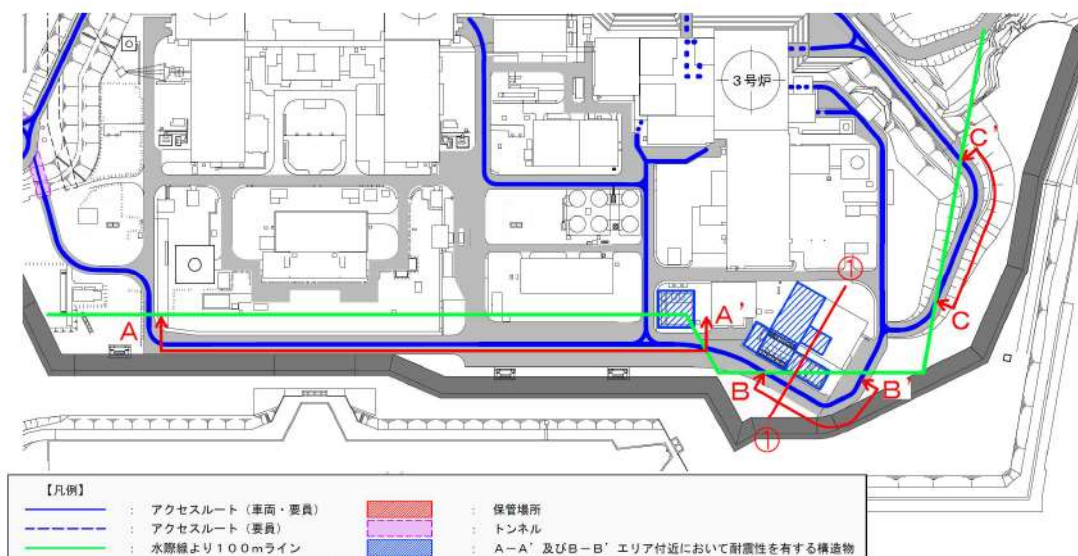 3号炉
C'
①
A
A'
C
B
B'
①
【凡例】
: アクセスルート（車両・要員）
: 保管場所
: アクセスルート（要員）
: トンネル
: 水際線より100mライン
: A－A' 及びB－B' エリア付近において耐震性を有する構造物